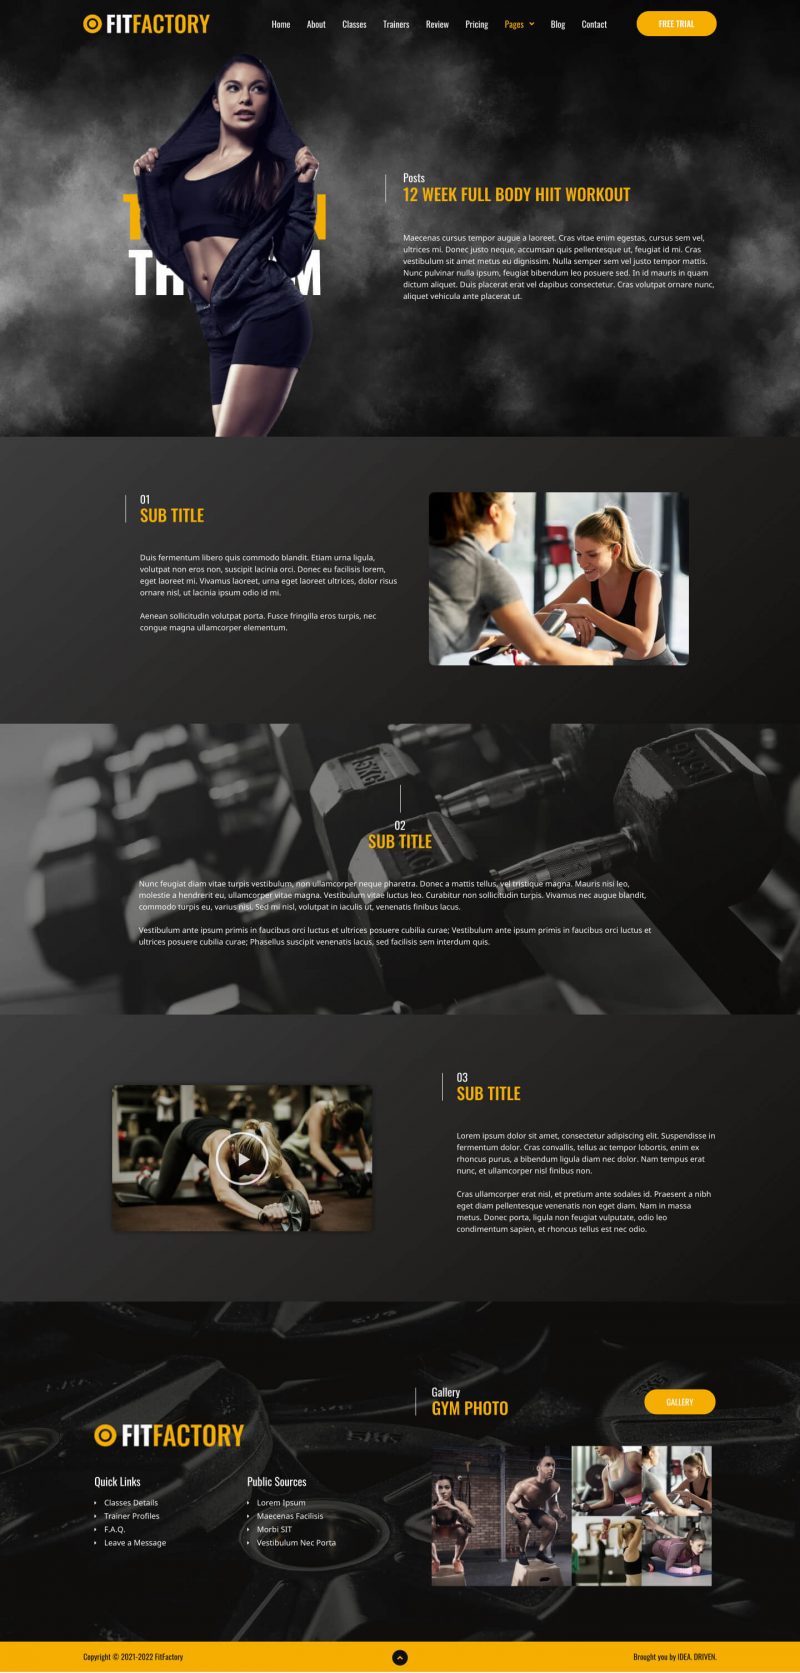 FITFACTORY
Home About Classes Trainers Review Pricing Pages Blog Contact
FREE TRIAL
T N
TH M
Posts
12 WEEK FULL BODY HIIT WORKOUT
Maecenas cursus tempor augue a laoreet. Cras vitae enim egestas, cursus sem vel,
ultrices mi. Donec justo neque, accumsan quis pellentesque ut, feugiat id mi. Cras
vestibulum sit amet metus eu dignissim. Nulla semper sem vel justo tempor mattis.
Nunc pulvinar nulla ipsum, feugiat bibendum leo posuere sed. In id mauris in quam
dictum aliquet. Duis placerat erat vel dapibus consectetur. Cras volutpat ornare nunc,
aliquet vehicula ante placerat ut.
01
SUB TITLE
Duis fermentum libero quis commodo blandit. Etiam urna ligula,
volutpat non eros non, suscipit lacinia orci. Donec eu facilisis lorem,
eget laoreet mi. Vivamus laoreet, urna eget laoreet ultrices, dolor risus
ornare nisl, ut lacinia ipsum odio id mi.
Aenean sollicitudin volutpat porta. Fusce fringilla eros turpis, nec
congue magna ullamcorper elementum.
15KG
15KG
02
SUB TITLE
Nunc feugiat diam vitae turpis vestibulum, non ullamcorper neque pharetra. Donec a mattis tellus, vel tristique magna. Mauris nisi leo,
molestie a hendrerit eu, ullamcorper vitae magna. Vestibulum vitae luctus leo. Curabitur non sollicitudin turpis. Vivamus nec augue blandit,
commodo turpis eu, varius nisi. Sed mi nisl, volutpat in iaculis ut, venenatis finibus lacus.
Vestibulum ante ipsum primis in faucibus orci luctus et ultrices posuere cubilia curae; Vestibulum ante ipsum primis in faucibus orci luctus et
ultrices posuere cubilia curae; Phasellus suscipit venenatis lacus, sed facilisis sem interdum quis.
03
SUB TITLE
Lorem ipsum dolor sit amet, consectetur adipiscing elit. Suspendisse in
fermentum dolor. Cras convallis, tellus ac tempor lobortis, enim ex
rhoncus purus, a bibendum ligula diam nec dolor. Nam tempus erat
nunc, et ullamcorper nisl finibus non.
Cras ullamcorper erat nisl, et pretium ante sodales id. Praesent a nibh
eget diam pellentesque venenatis non eget diam. Nam in massa
metus. Donec porta, ligula non feugiat vulputate, odio leo
condimentum sapien, et rhoncus tellus est nec odio.
FITFACTORY
Quick Links
Classes Details
Trainer Profiles
F.A.Q.
Leave a Message
Public Sources
Lorem Ipsum
Maecenas Facilisis
Morbi SIT
Vestibulum Nec Porta
Gallery
GYM PHOTO
GALLERY
Copyright © 2021-2022 FitFactory
Brought you by IDEA. DRIVEN.